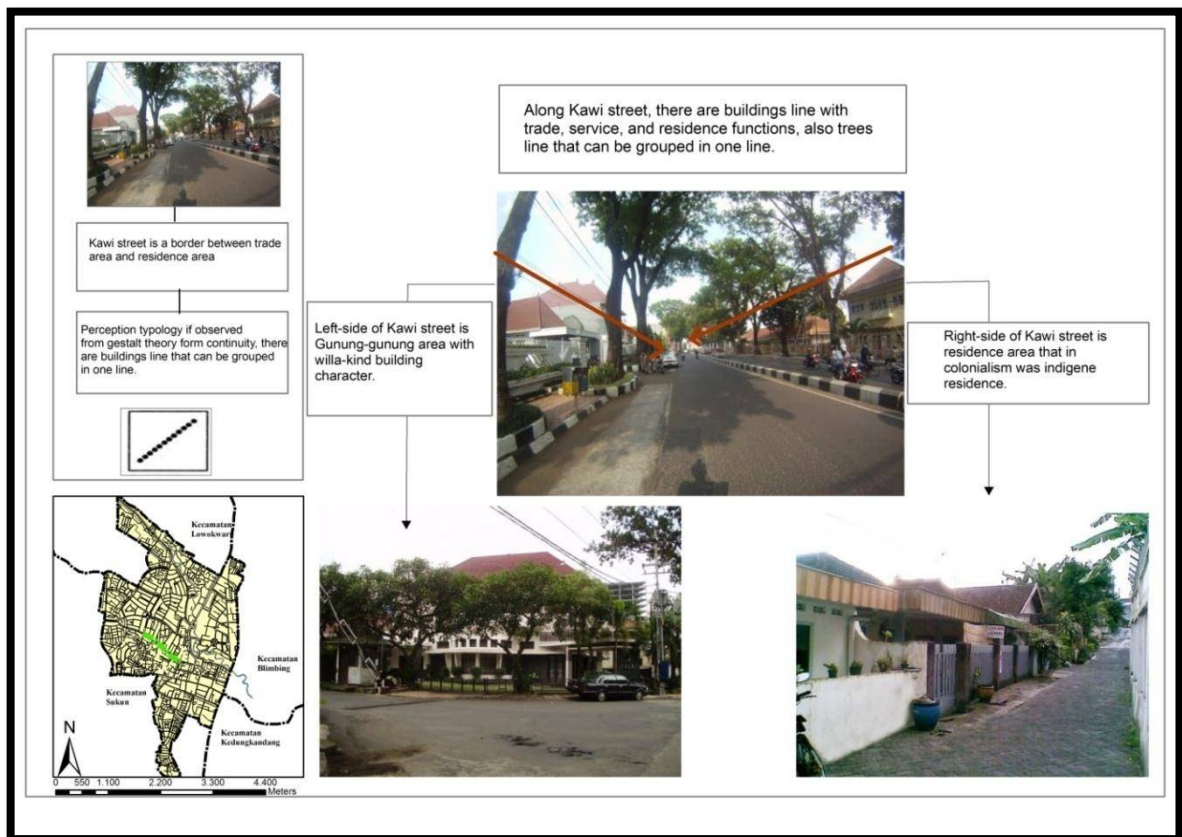 Kawi street is a border between trade
area and residence area
Perception typology if observed
from gestalt theory form continuity, there
are buildings line that can be grouped
in one line.
Along Kawi street, there are buildings line with
trade, service, and residence functions, also trees
line that can be grouped in one line.
Left-side of Kawi street is
Gunung-gunung area with
willa-kind building
character.
Right-side of Kawi street is
residence area that in
colonialism was indigene
residence.
Kecamatan
Lowokwaru
Kecamatan
Blimbing
Kecamatan
Sukun
Kecamatan
Kedungkandang
N
0 550 1.100 2.200 3.300 4.400
Meters